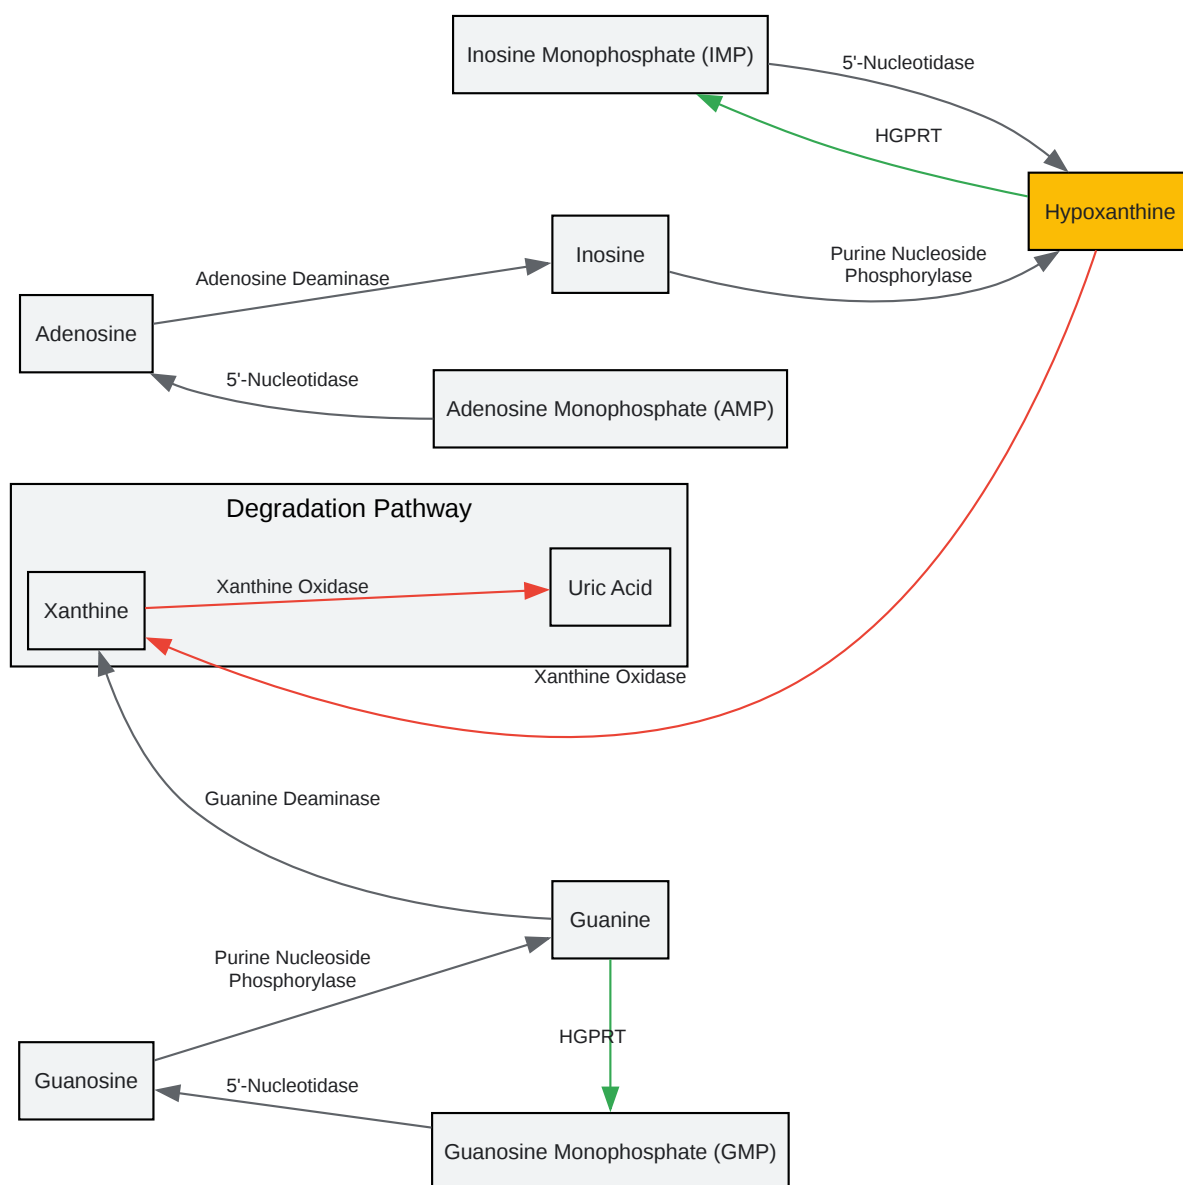 Inosine Monophosphate (IMP)
5'-Nucleotidase
HGPRT
Hypoxanthine
Inosine
Purine Nucleoside
Phosphorylase
Adenosine Deaminase
Adenosine
5'-Nucleotidase
Adenosine Monophosphate (AMP)
Degradation Pathway
Xanthine Oxidase
Uric Acid
Xanthine
Xanthine Oxidase
Guanine Deaminase
Guanine
Purine Nucleoside
Phosphorylase
HGPRT
Guanosine
5'-Nucleotidase
Guanosine Monophosphate (GMP)